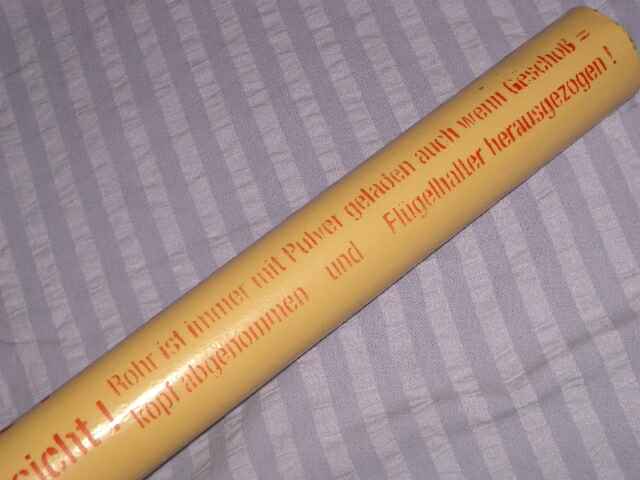 sicht! Rohr ist immer mit Pulver geladen auch wenn Geschoß=
kopf abgenommen und Flügelhalter herausgezogen!